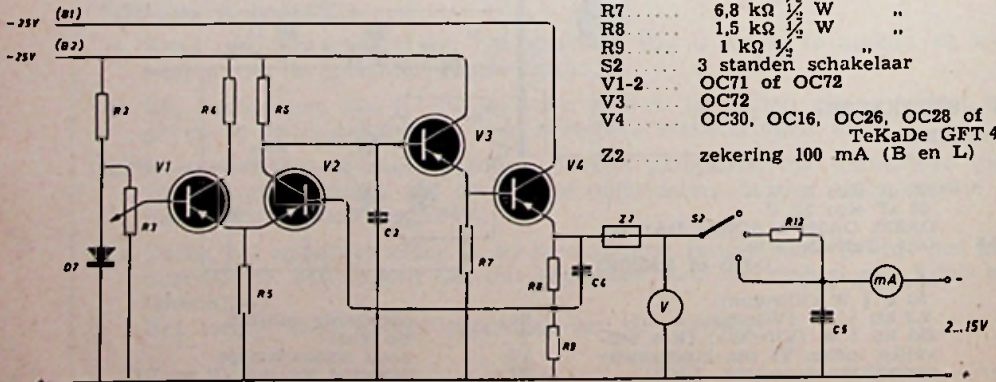 R7 ...... 6,8 kΩ ½ W ,,
R8 ...... 1,5 kΩ ½ W ,,
R9 ...... 1 kΩ ½ ,,
S2 ...... 3 standen schakelaar
V1-2 .... OC71 of OC72
V3 ...... OC72
V4 ...... OC30, OC16, OC26, OC28 of
TeKaDe GFT 4
Z2 ...... zekering 100 mA (B en L)
-25V (B1)
-25V (B2)
R2
R4
R5
V3
V1
V2
V4
R3
C3
Z2
S2
R12
D7
R7
R8
C4
mA
-
R5
V
C5
2...15V
R9
+